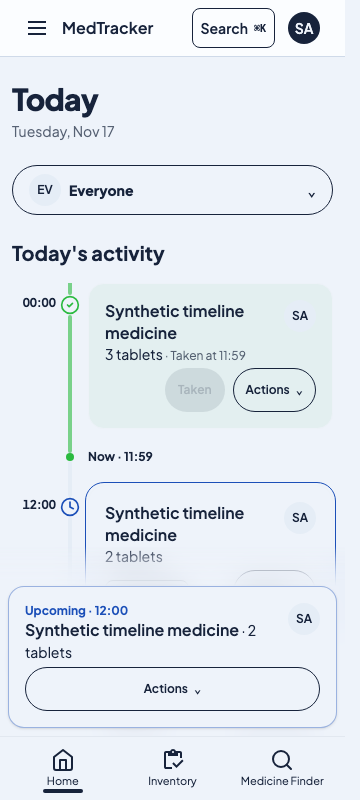 MedTracker
Search ⌘K
SA
Today
Tuesday, Nov 17
EV Everyone
Today's activity
00:00
Synthetic timeline
medicine
SA
3 tablets · Taken at 11:59
Taken
Actions
Now · 11:59
12:00
Synthetic timeline
medicine
SA
2 tablets
Upcoming · 12:00
Synthetic timeline medicine · 2
tablets
SA
Actions
Home
Inventory
Medicine Finder